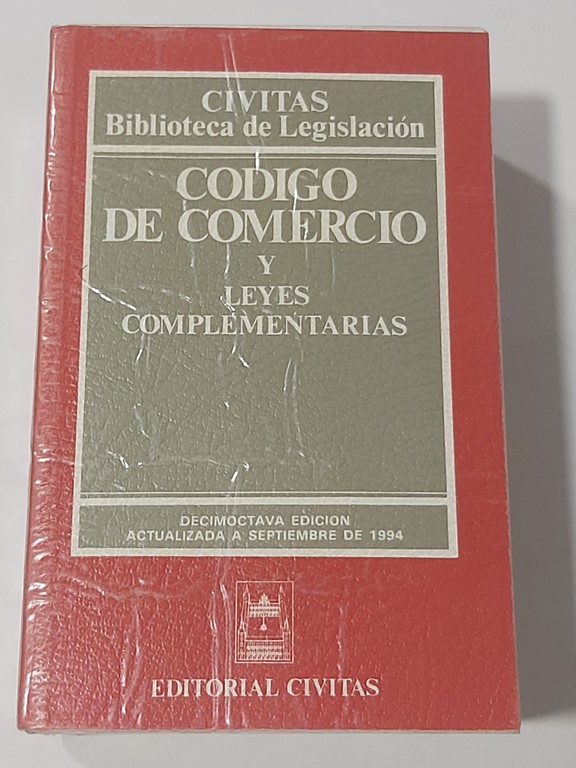 CIVITAS
Biblioteca de Legislación
CODIGO
DE COMERCIO
Y
LEYES
COMPLEMENTARIAS
DECIMOCTAVA EDICION
ACTUALIZADA A SEPTIEMBRE DE 1994
EDITORIAL CIVITAS